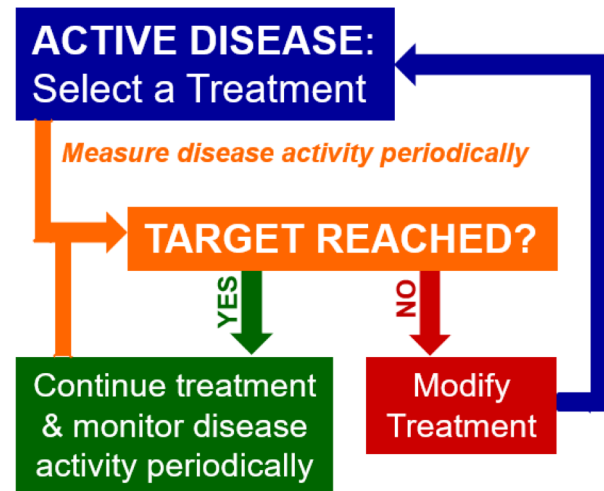 ACTIVE DISEASE:
Select a Treatment
Measure disease activity periodically
TARGET REACHED?
YES
NO
Continue treatment
& monitor disease
activity periodically
Modify
Treatment